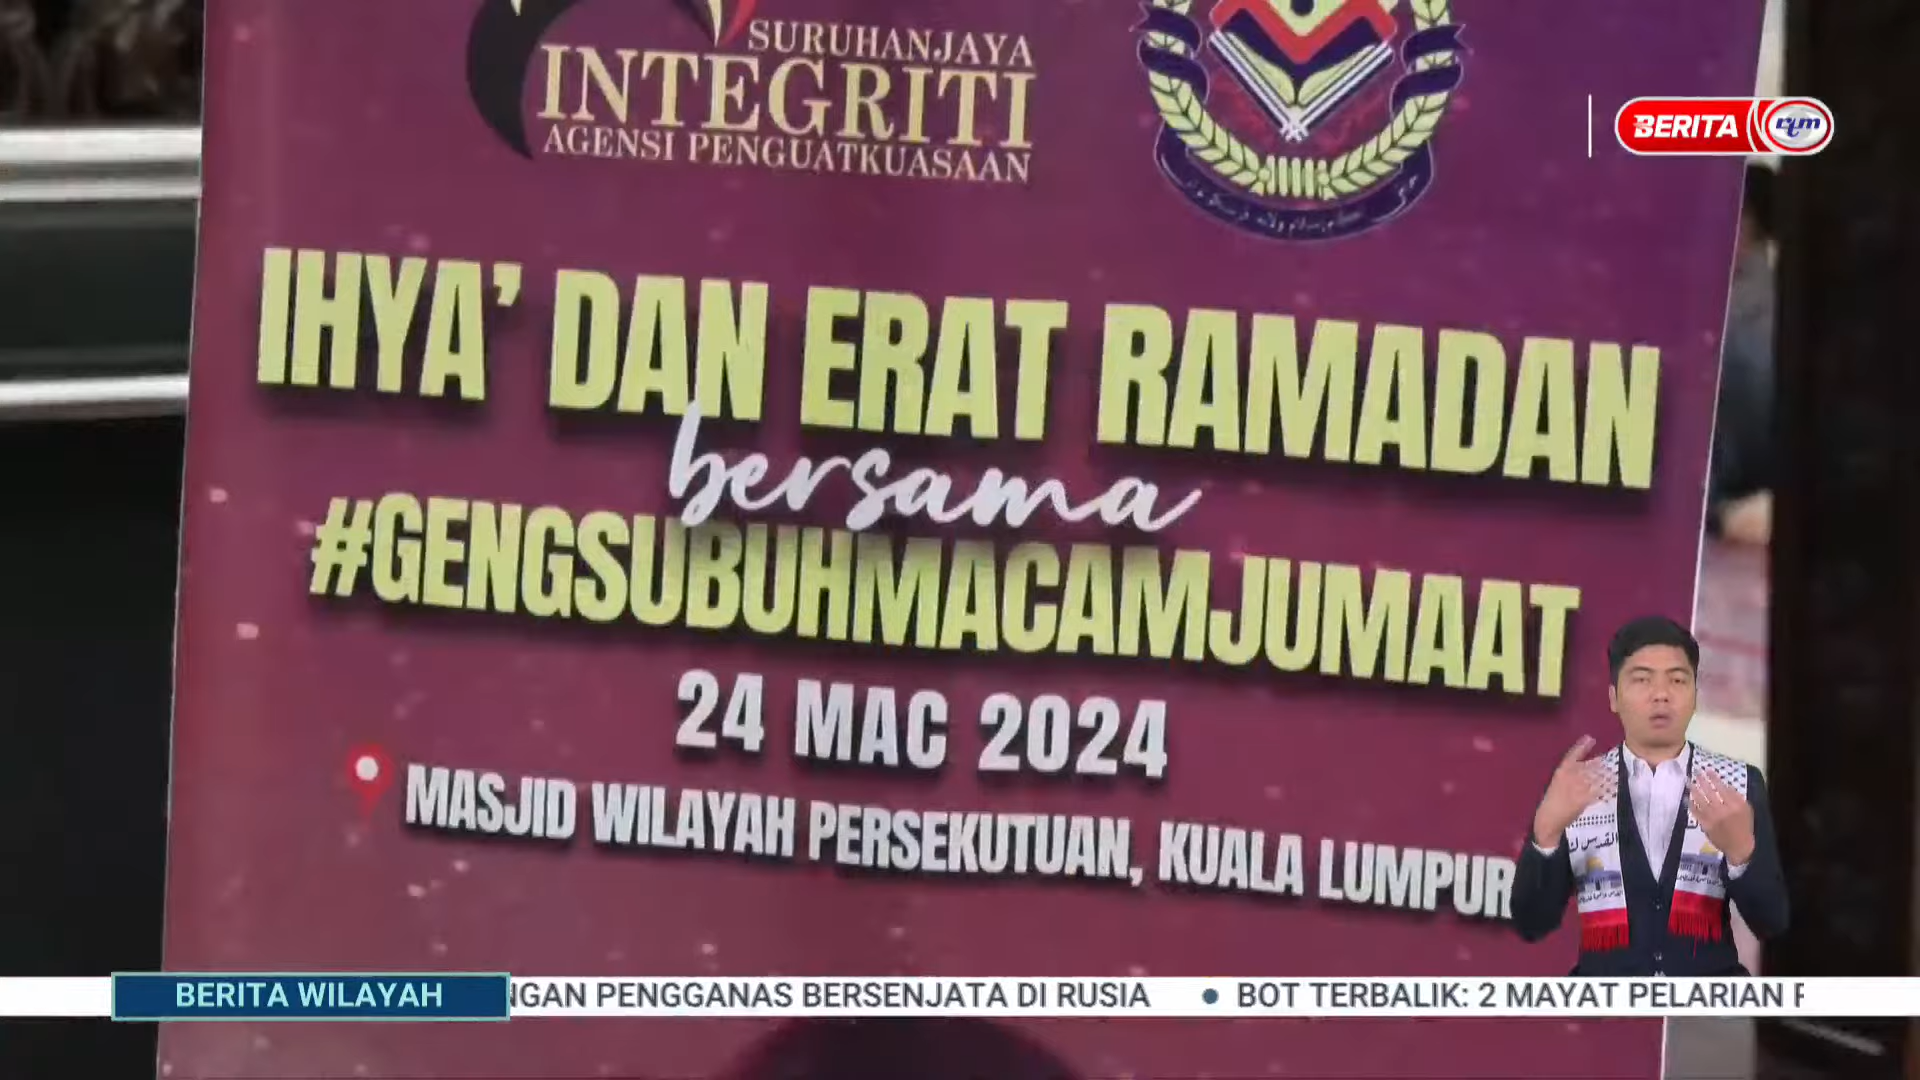 SURUHANJAYA
INTEGRITI
AGENSI PENGUATKUASAAN
BERITA rtm
IHYA' DAN ERAT RAMADAN
bersama
#GENGSUBUHMACAMJUMAAT
24 MAC 2024
MASJID WILAYAH PERSEKUTUAN, KUALA LUMPUR
BERITA WILAYAH
NGAN PENGGANAS BERSENJATA DI RUSIA • BOT TERBALIK: 2 MAYAT PELARIAN